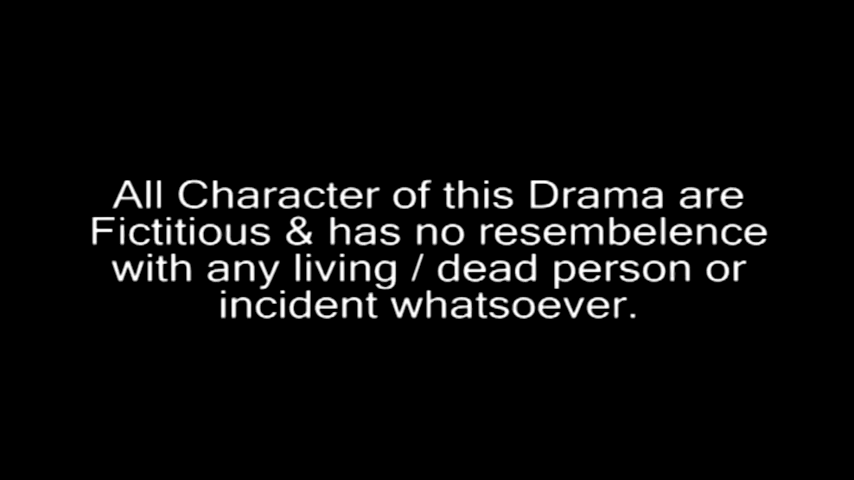 All Character of this Drama are
Fictitious & has no resembelence
with any living / dead person or
incident whatsoever.